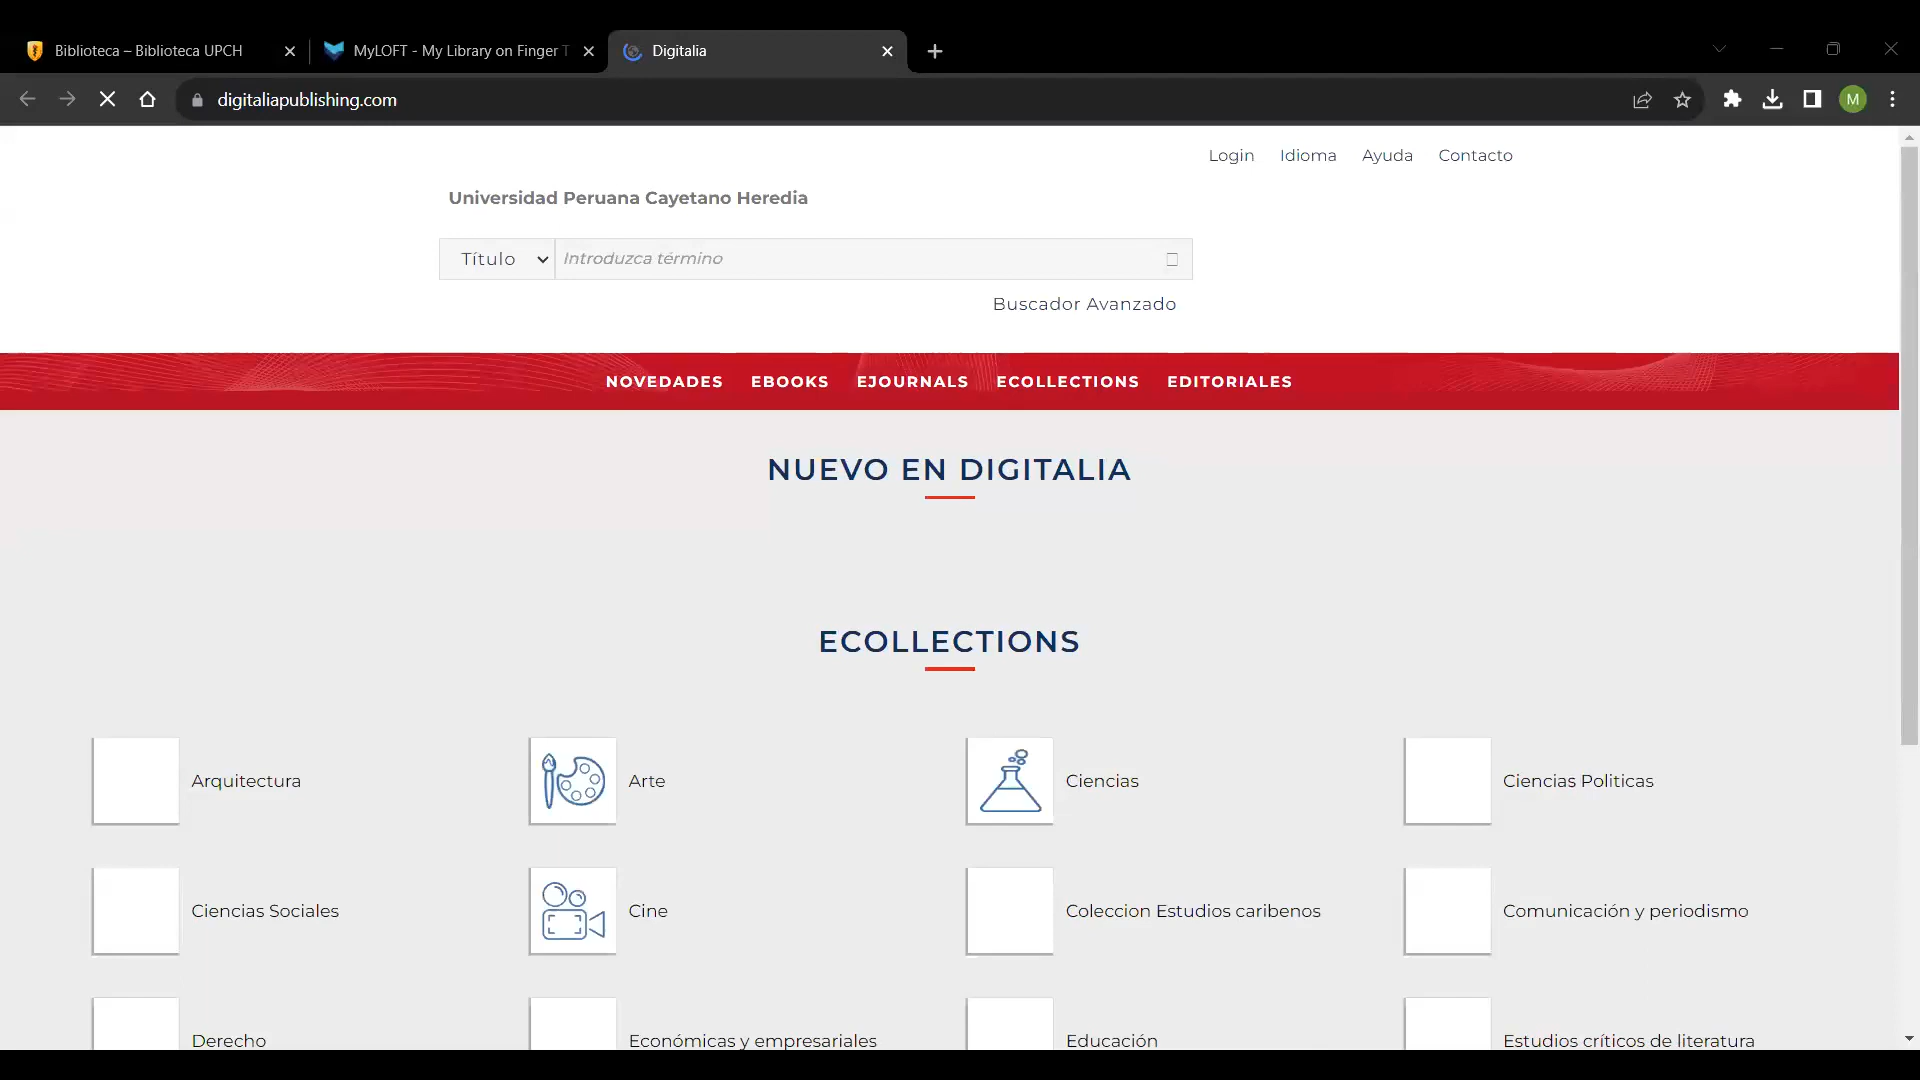 Biblioteca – Biblioteca UPCH
MyLOFT - My Library on Finger T
Digitalia
digitaliapublishing.com
M
Login Idioma Ayuda Contacto
Universidad Peruana Cayetano Heredia
Título Introduzca término
Buscador Avanzado
NOVEDADES EBOOKS EJOURNALS ECOLLECTIONS EDITORIALES
NUEVO EN DIGITALIA
ECOLLECTIONS
Arquitectura Arte Ciencias Ciencias Politicas
Ciencias Sociales Cine Coleccion Estudios caribenos Comunicación y periodismo
Derecho Económicas y empresariales Educación Estudios críticos de literatura